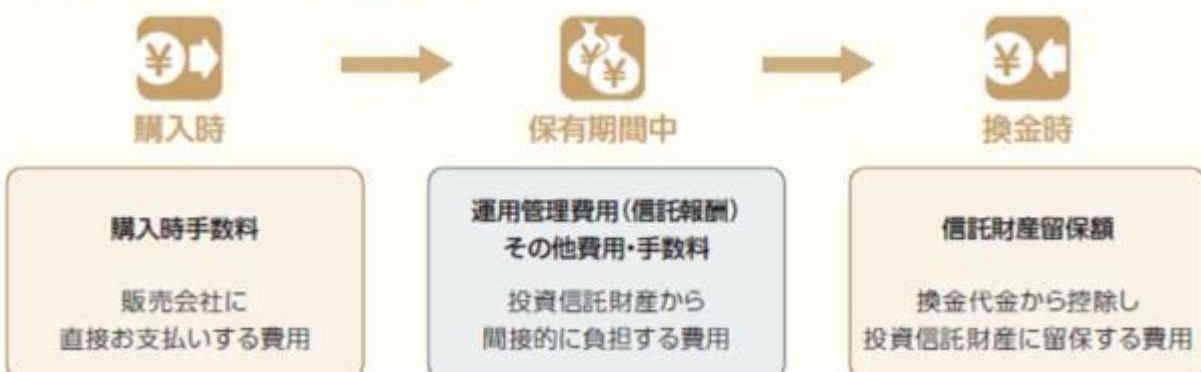 購入時
保有期間中
換金時
購入時手数料
販売会社に
直接お支払いする費用
運用管理費用(信託報酬)
その他費用・手数料
投資信託財産から
間接的に負担する費用
信託財産留保額
換金代金から控除し
投資信託財産に留保する費用